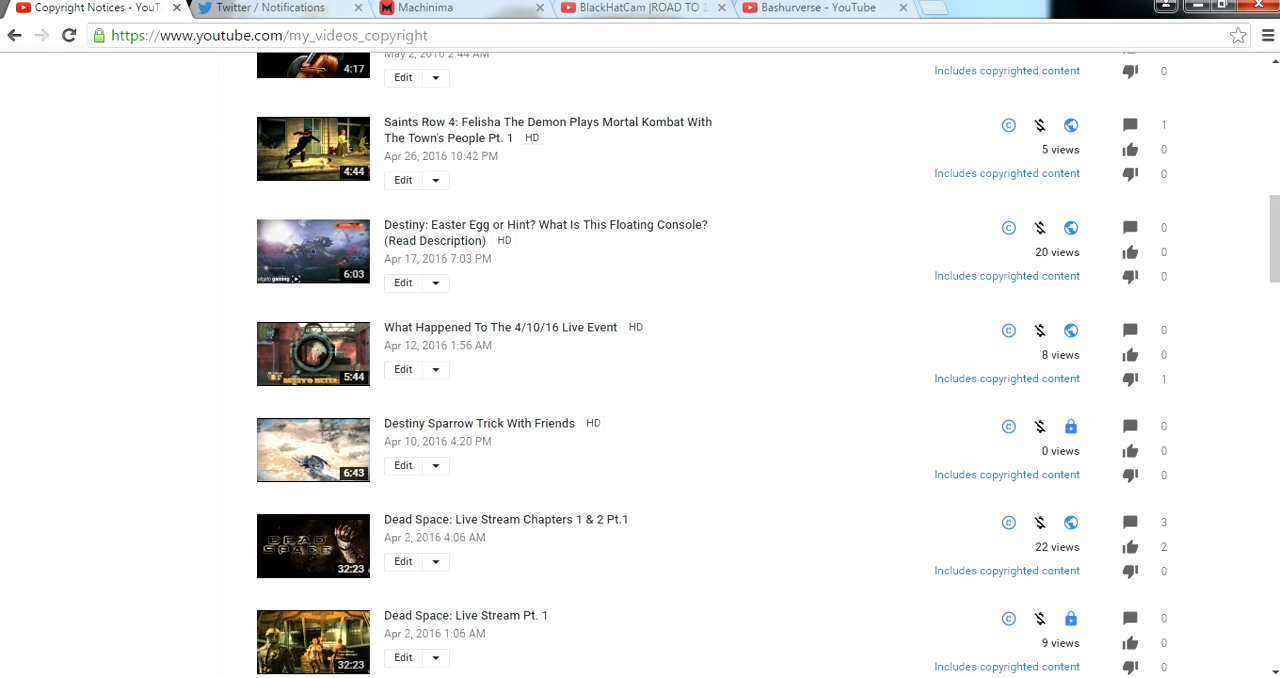 Copyright Notices - YouT
Twitter / Notifications
Machinima
BlackHatCam |ROAD TO 1
Bashurverse - YouTube
https://www.youtube.com/my_videos_copyright
May 2, 2016 2:44 AM
4:17
Edit
Includes copyrighted content
0
Saints Row 4: Felisha The Demon Plays Mortal Kombat With
The Town's People Pt. 1 HD
Apr 26, 2016 10:42 PM
4:44
Edit
1
5 views
0
Includes copyrighted content
0
Destiny: Easter Egg or Hint? What Is This Floating Console?
(Read Description) HD
Apr 17, 2016 7:03 PM
elgato gaming
6:03
Edit
0
20 views
0
Includes copyrighted content
0
What Happened To The 4/10/16 Live Event HD
Apr 12, 2016 1:56 AM
5:44
Edit
0
8 views
0
Includes copyrighted content
1
Destiny Sparrow Trick With Friends HD
Apr 10, 2016 4:20 PM
6:43
Edit
0
0 views
0
Includes copyrighted content
0
Dead Space: Live Stream Chapters 1 & 2 Pt.1
Apr 2, 2016 4:06 AM
DEAD
SPACE
32:23
Edit
3
22 views
2
Includes copyrighted content
0
Dead Space: Live Stream Pt. 1
Apr 2, 2016 1:06 AM
32:23
Edit
0
9 views
0
Includes copyrighted content
0